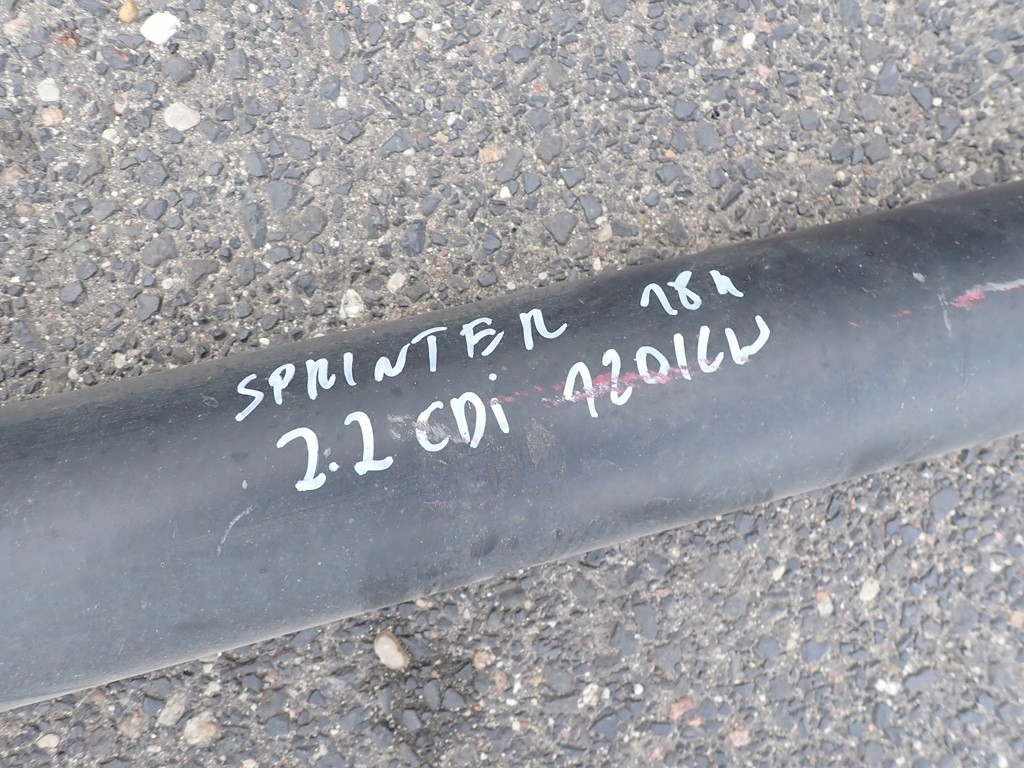 SPRINTER 18r
2.2 CDi 120KW